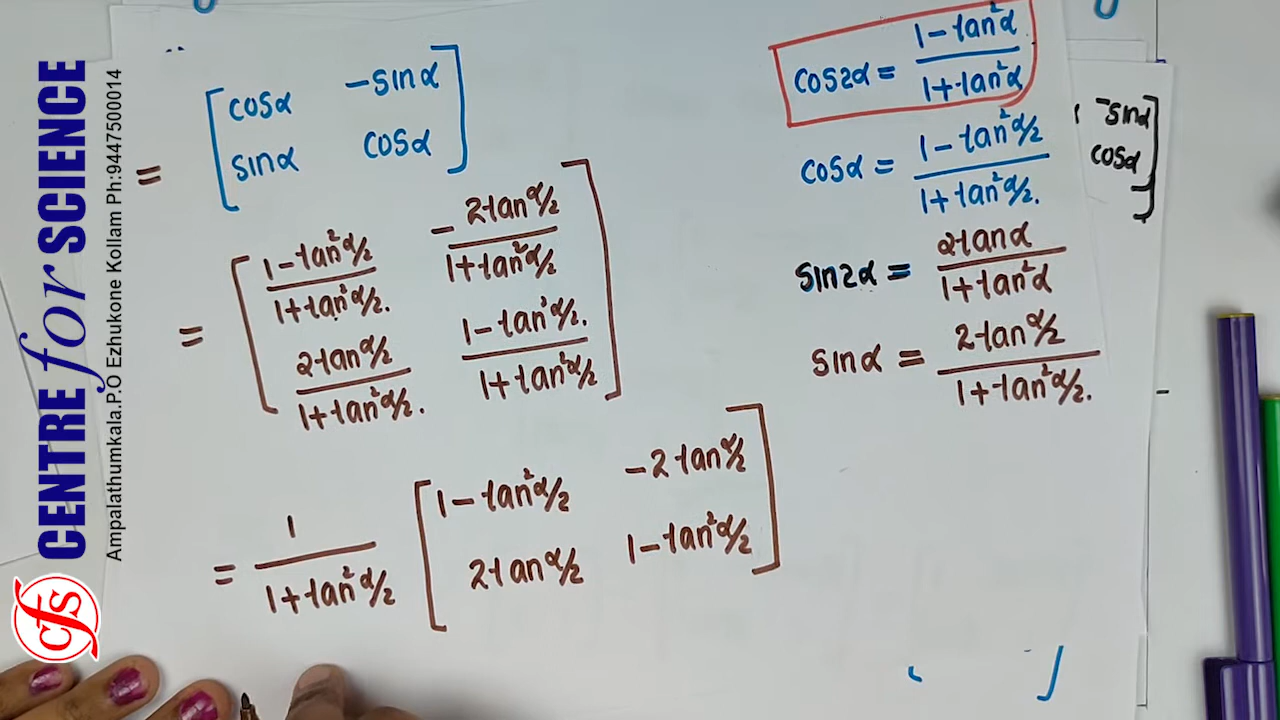 CENTRE for SCIENCE
Ampalathumkala.P.O Ezhukone Kollam Ph:9447500014
cfs
= [cosα -sinα
sinα cosα]
= [(1-tan²α/2)/(1+tan²α/2.) -(2tanα/2)/(1+tan²α/2)
(2tanα/2)/(1+tan²α/2.) (1-tan²α/2.)/(1+tan²α/2)]
= 1/(1+tan²α/2) [1-tan²α/2 -2tanα/2
2tanα/2 1-tan²α/2]
cos2α = (1-tan²α)/(1+tan²α)
cosα = (1-tan²α/2)/(1+tan²α/2.)
sin2α = (2tanα)/(1+tan²α)
sinα = (2tanα/2)/(1+tan²α/2.)
-sinα
cosα]